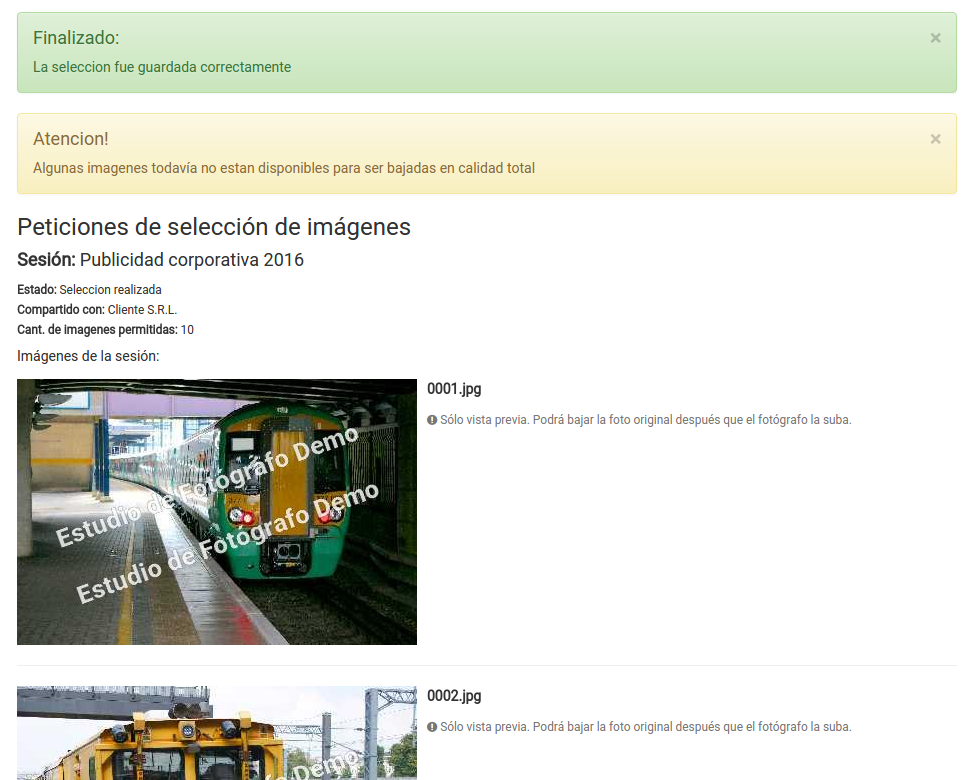 Finalizado:
×
La seleccion fue guardada correctamente
Atencion!
×
Algunas imagenes todavía no estan disponibles para ser bajadas en calidad total
Peticiones de selección de imágenes
Sesión: Publicidad corporativa 2016
Estado: Seleccion realizada
Compartido con: Cliente S.R.L.
Cant. de imagenes permitidas: 10
Imágenes de la sesión:
Estudio de Fotógrafo Demo
Estudio de Fotógrafo Demo
0001.jpg
Sólo vista previa. Podrá bajar la foto original después que el fotógrafo la suba.
Demo
0002.jpg
Sólo vista previa. Podrá bajar la foto original después que el fotógrafo la suba.